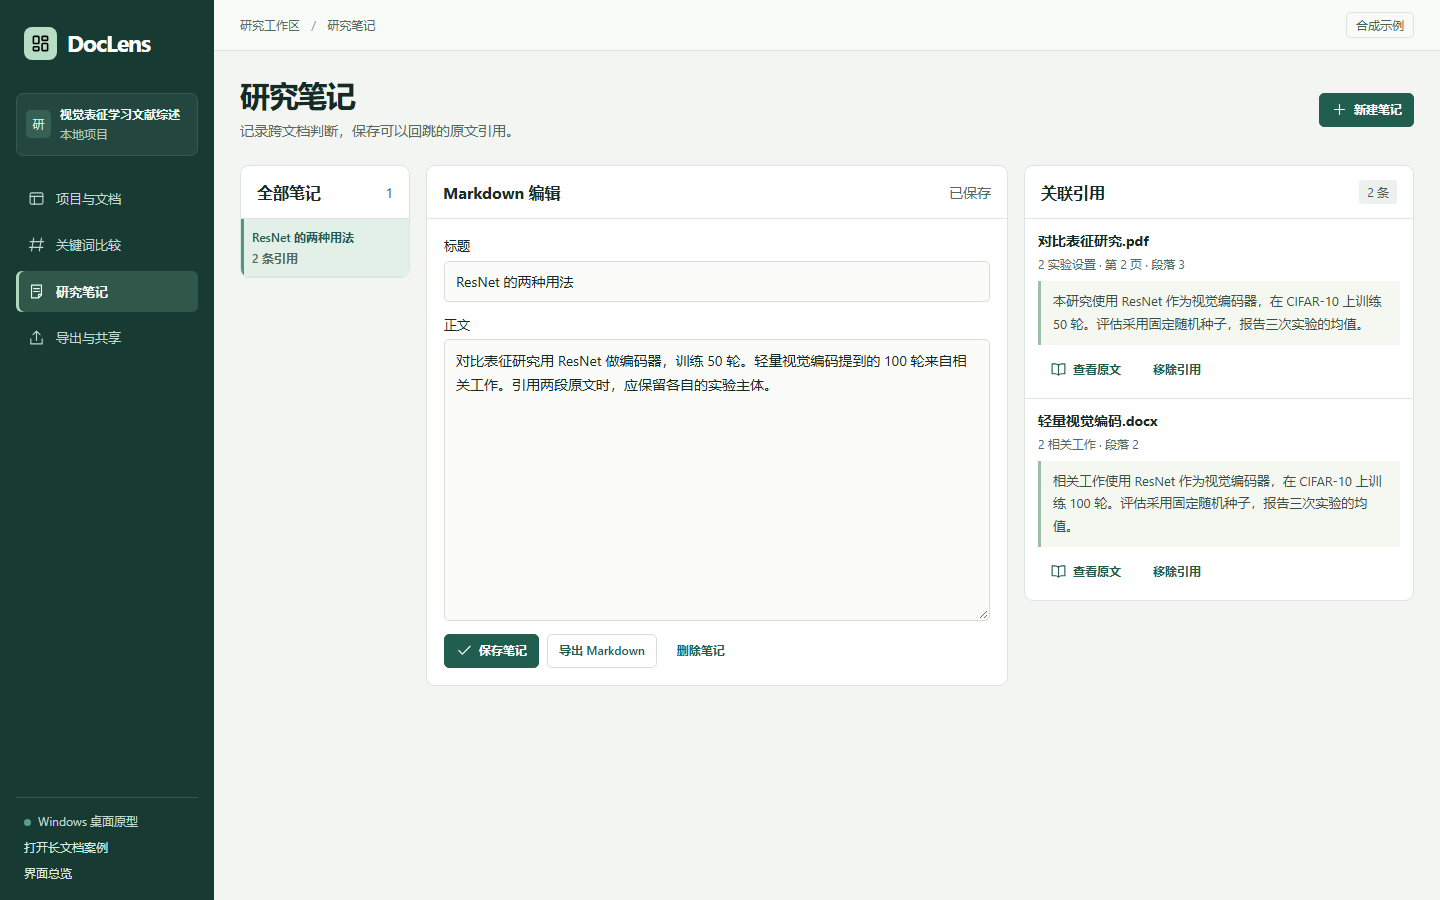 DocLens
研
视觉表征学习文献综述
本地项目
项目与文档
关键词比较
研究笔记
导出与共享
Windows 桌面原型
打开长文档案例
界面总览
研究工作区 / 研究笔记
合成示例
研究笔记
记录跨文档判断，保存可以回跳的原文引用。
新建笔记
全部笔记 1
ResNet 的两种用法
2 条引用
Markdown 编辑 已保存
标题
ResNet 的两种用法
正文
对比表征研究用 ResNet 做编码器，训练 50 轮。轻量视觉编码提到的 100 轮来自相
关工作。引用两段原文时，应保留各自的实验主体。
保存笔记 导出 Markdown 删除笔记
关联引用 2 条
对比表征研究.pdf
2 实验设置 · 第 2 页 · 段落 3
本研究使用 ResNet 作为视觉编码器，在 CIFAR-10 上训练
50 轮。评估采用固定随机种子，报告三次实验的均值。
查看原文 移除引用
轻量视觉编码.docx
2 相关工作 · 段落 2
相关工作使用 ResNet 作为视觉编码器，在 CIFAR-10 上训
练 100 轮。评估采用固定随机种子，报告三次实验的均
值。
查看原文 移除引用